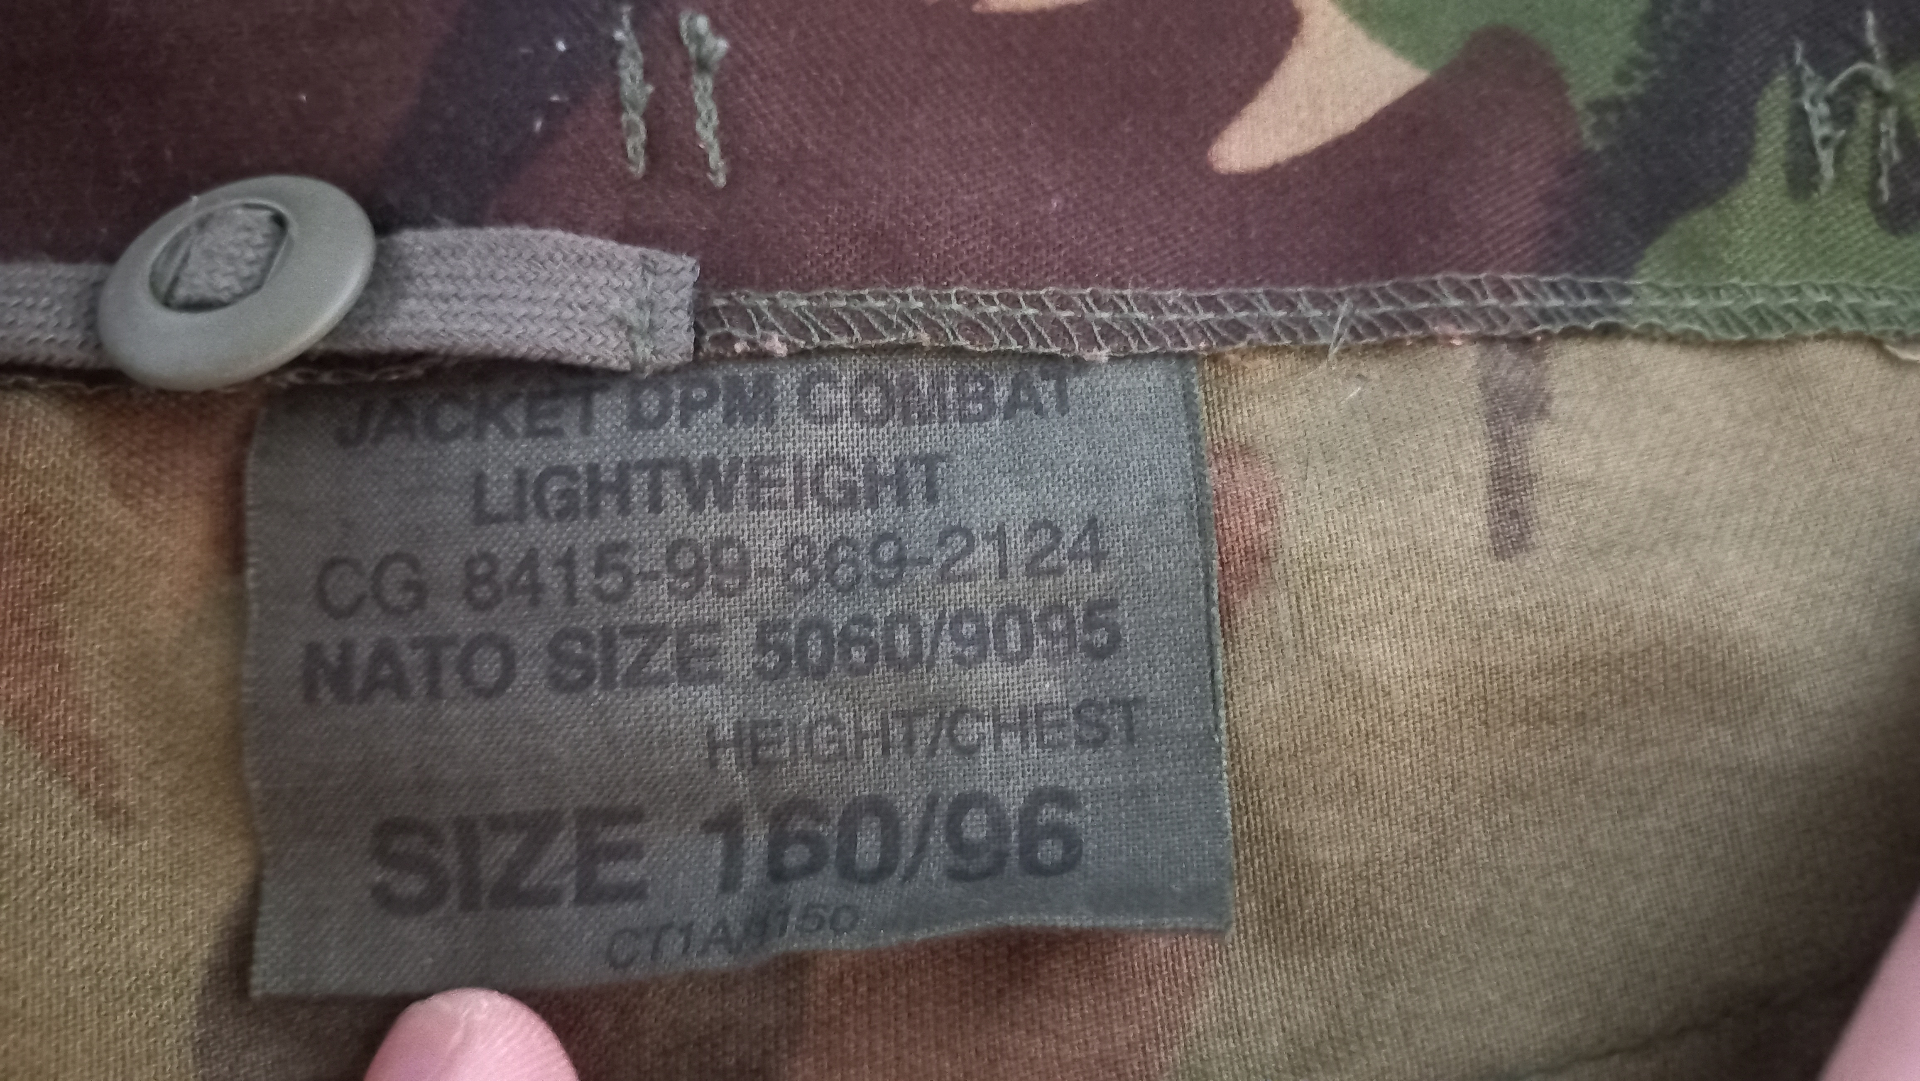 JACKET DPM COMBAT
LIGHTWEIGHT
CG 8415-99-869-2124
NATO SIZE 5060/9095
HEIGHT/CHEST
SIZE 160/96